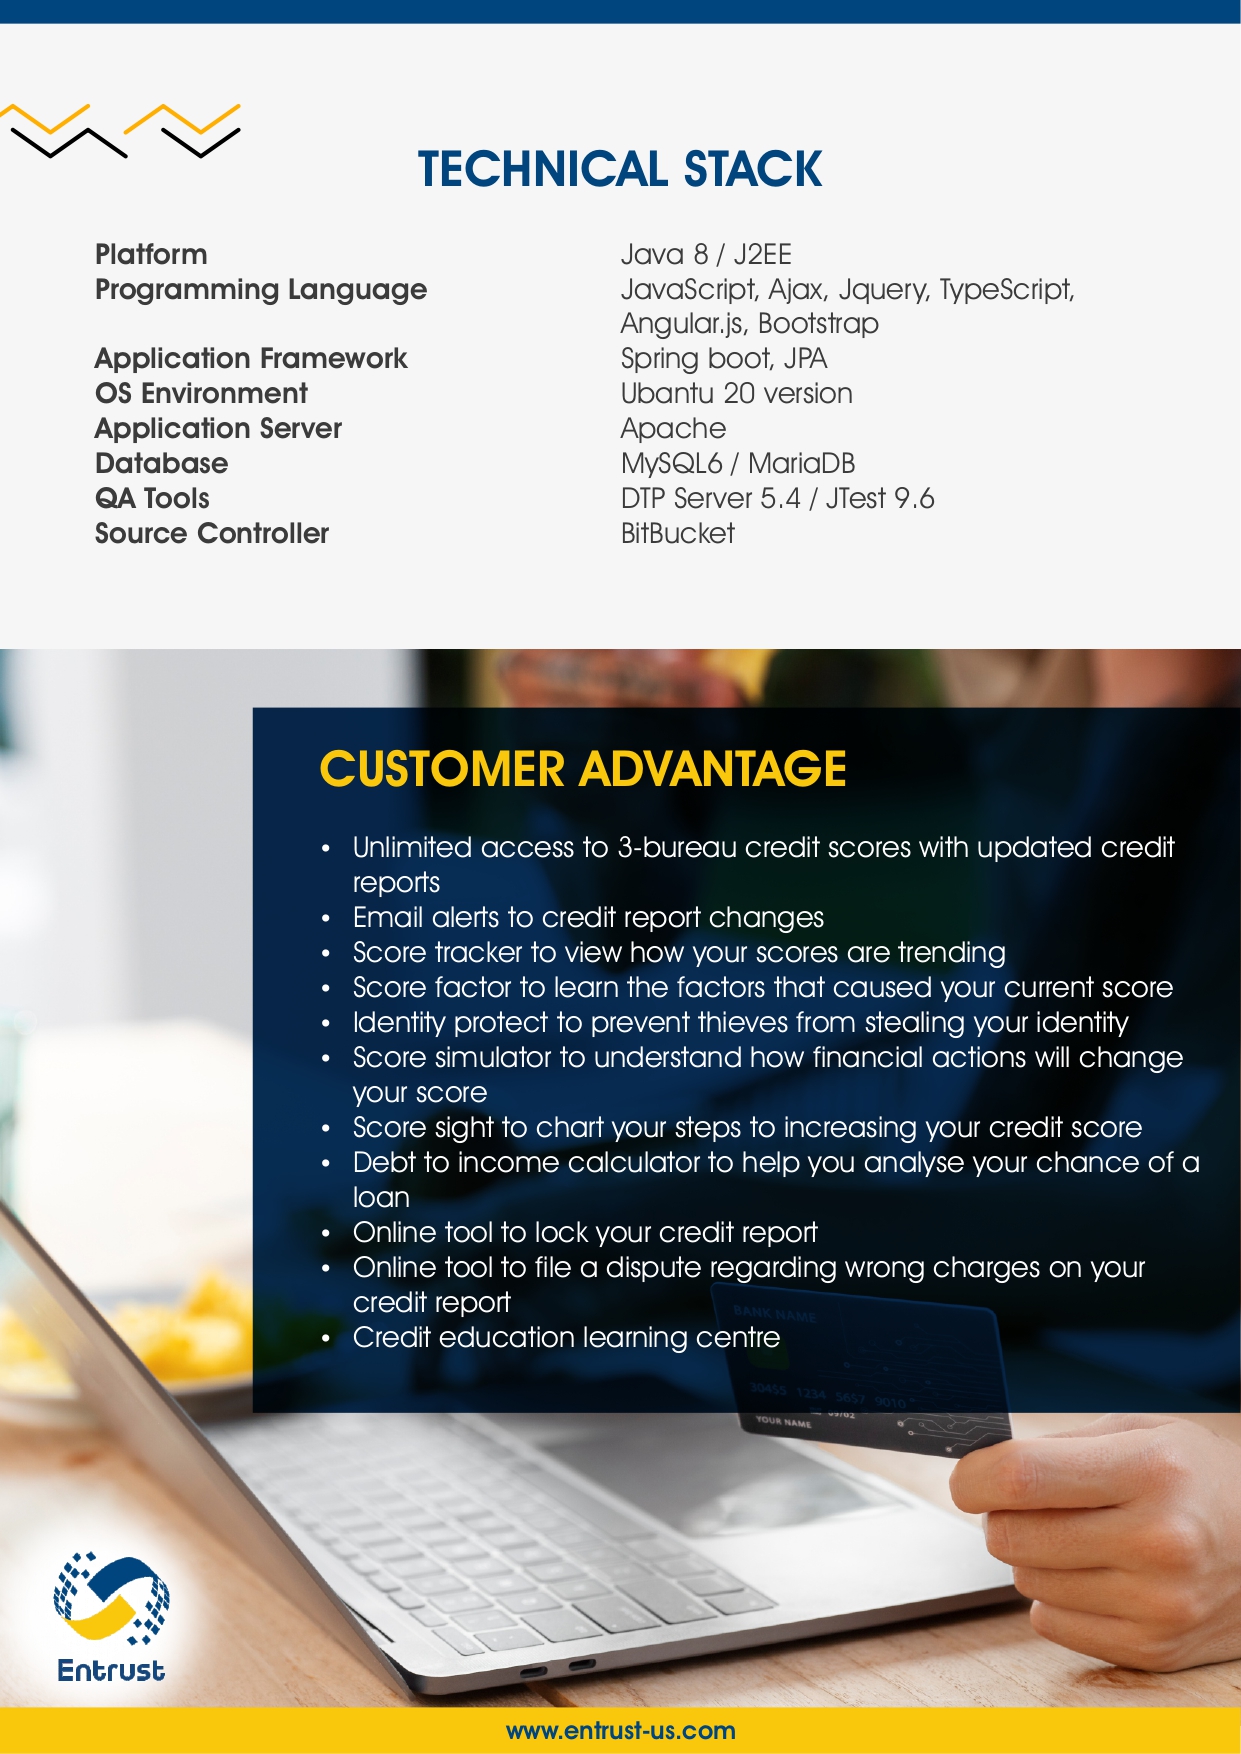 TECHNICAL STACK
Platform Java 8 / J2EE
Programming Language JavaScript, Ajax, Jquery, TypeScript,
Angular.js, Bootstrap
Application Framework Spring boot, JPA
OS Environment Ubantu 20 version
Application Server Apache
Database MySQL6 / MariaDB
QA Tools DTP Server 5.4 / JTest 9.6
Source Controller BitBucket
CUSTOMER ADVANTAGE
• Unlimited access to 3-bureau credit scores with updated credit
reports
• Email alerts to credit report changes
• Score tracker to view how your scores are trending
• Score factor to learn the factors that caused your current score
• Identity protect to prevent thieves from stealing your identity
• Score simulator to understand how financial actions will change
your score
• Score sight to chart your steps to increasing your credit score
• Debt to income calculator to help you analyse your chance of a
loan
• Online tool to lock your credit report
• Online tool to file a dispute regarding wrong charges on your
credit report
• Credit education learning centre
BANK NAME
1234 5657 9010
YOUR NAME
Entrust
www.entrust-us.com